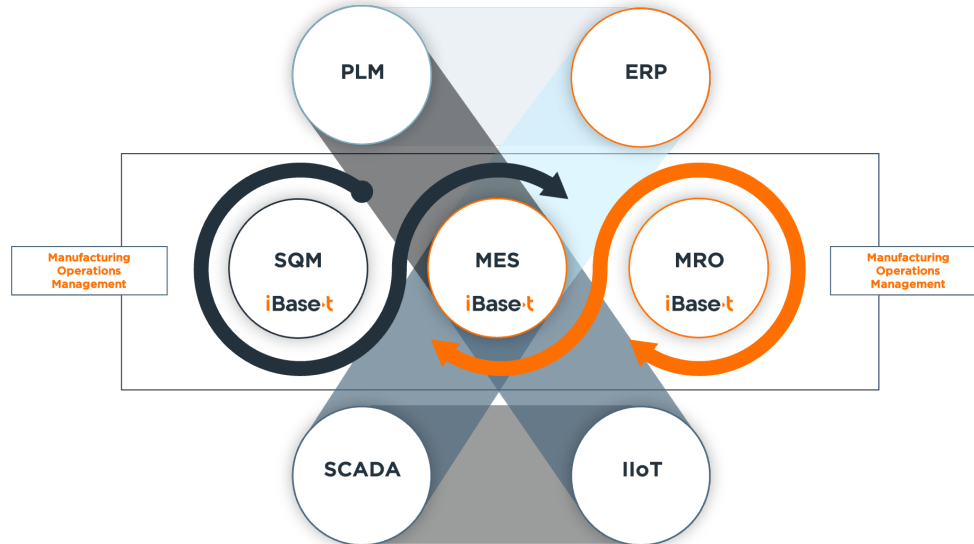 PLM
ERP
SQM
iBase-t
MES
iBase-t
MRO
iBase-t
Manufacturing
Operations
Management
Manufacturing
Operations
Management
SCADA
IIoT